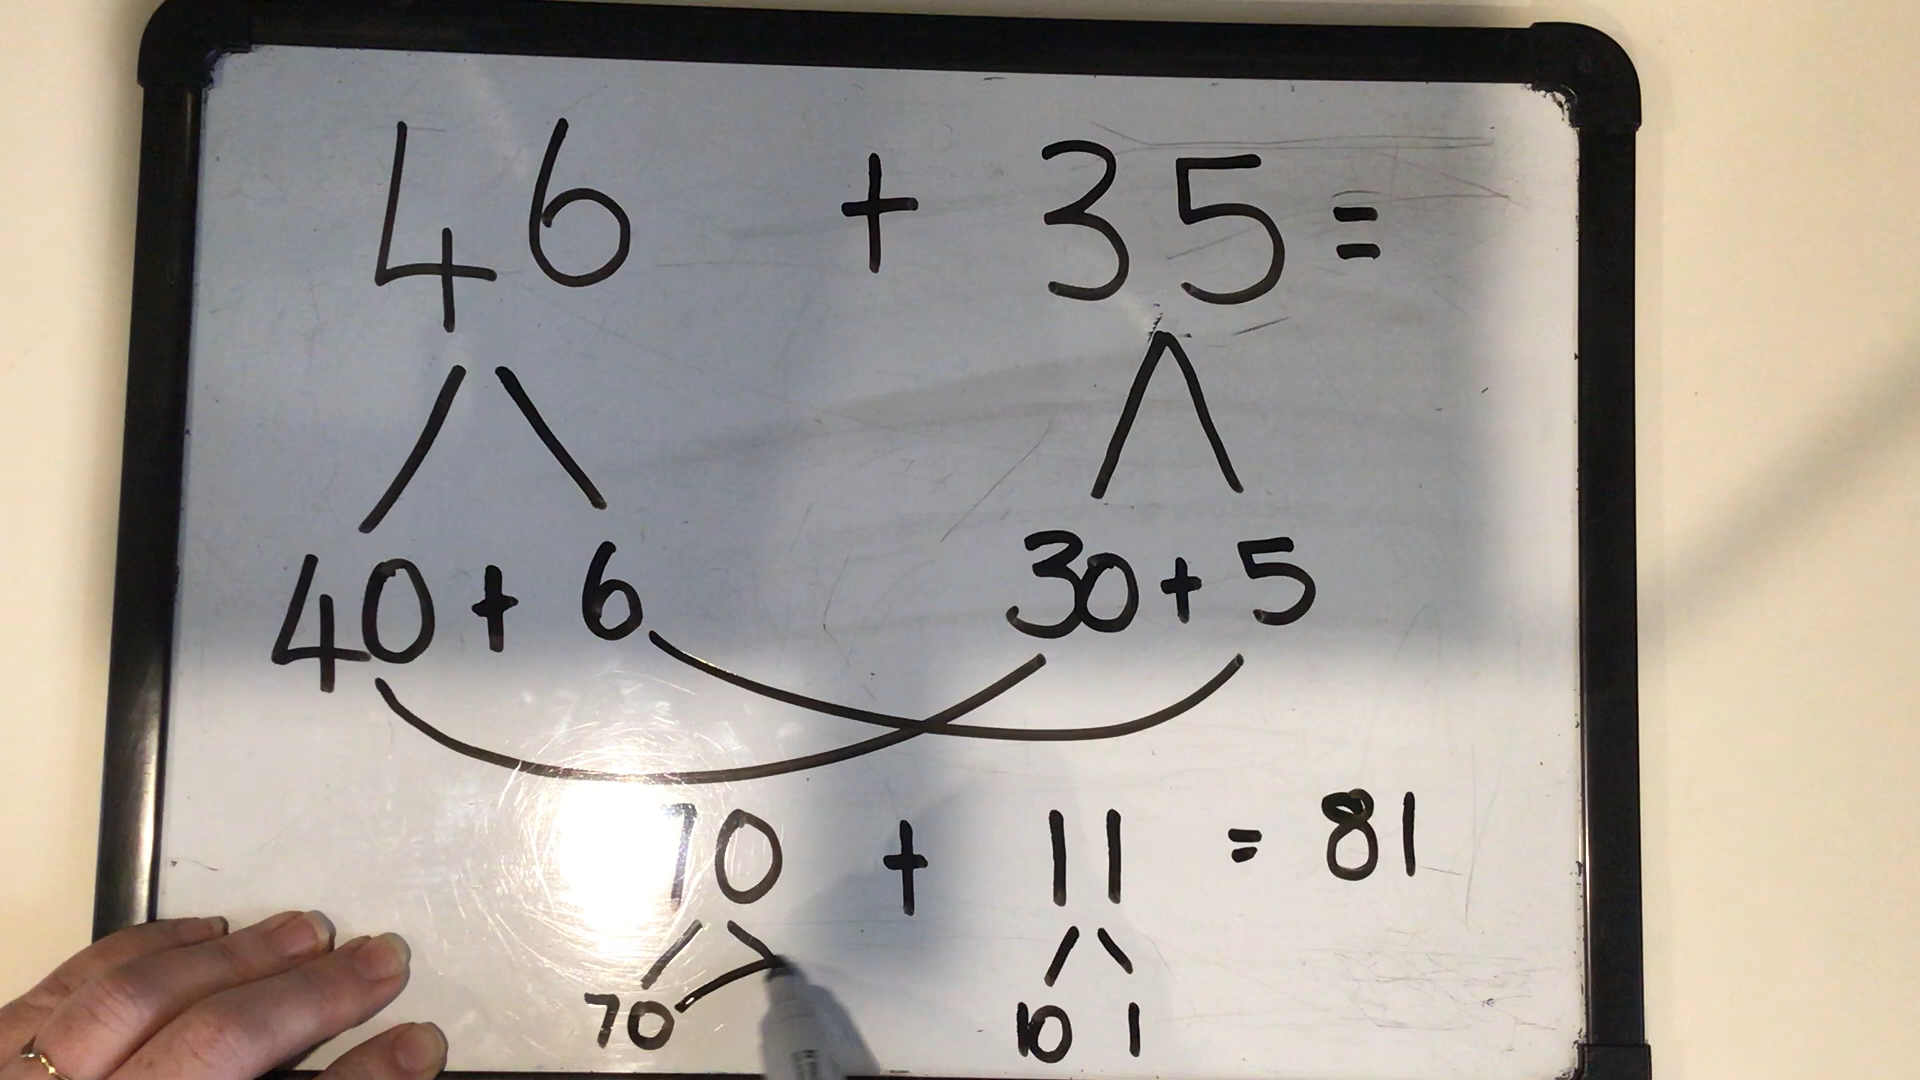 46 + 35 =
40 + 6 30 + 5
70 + 11 = 81
70 10 1